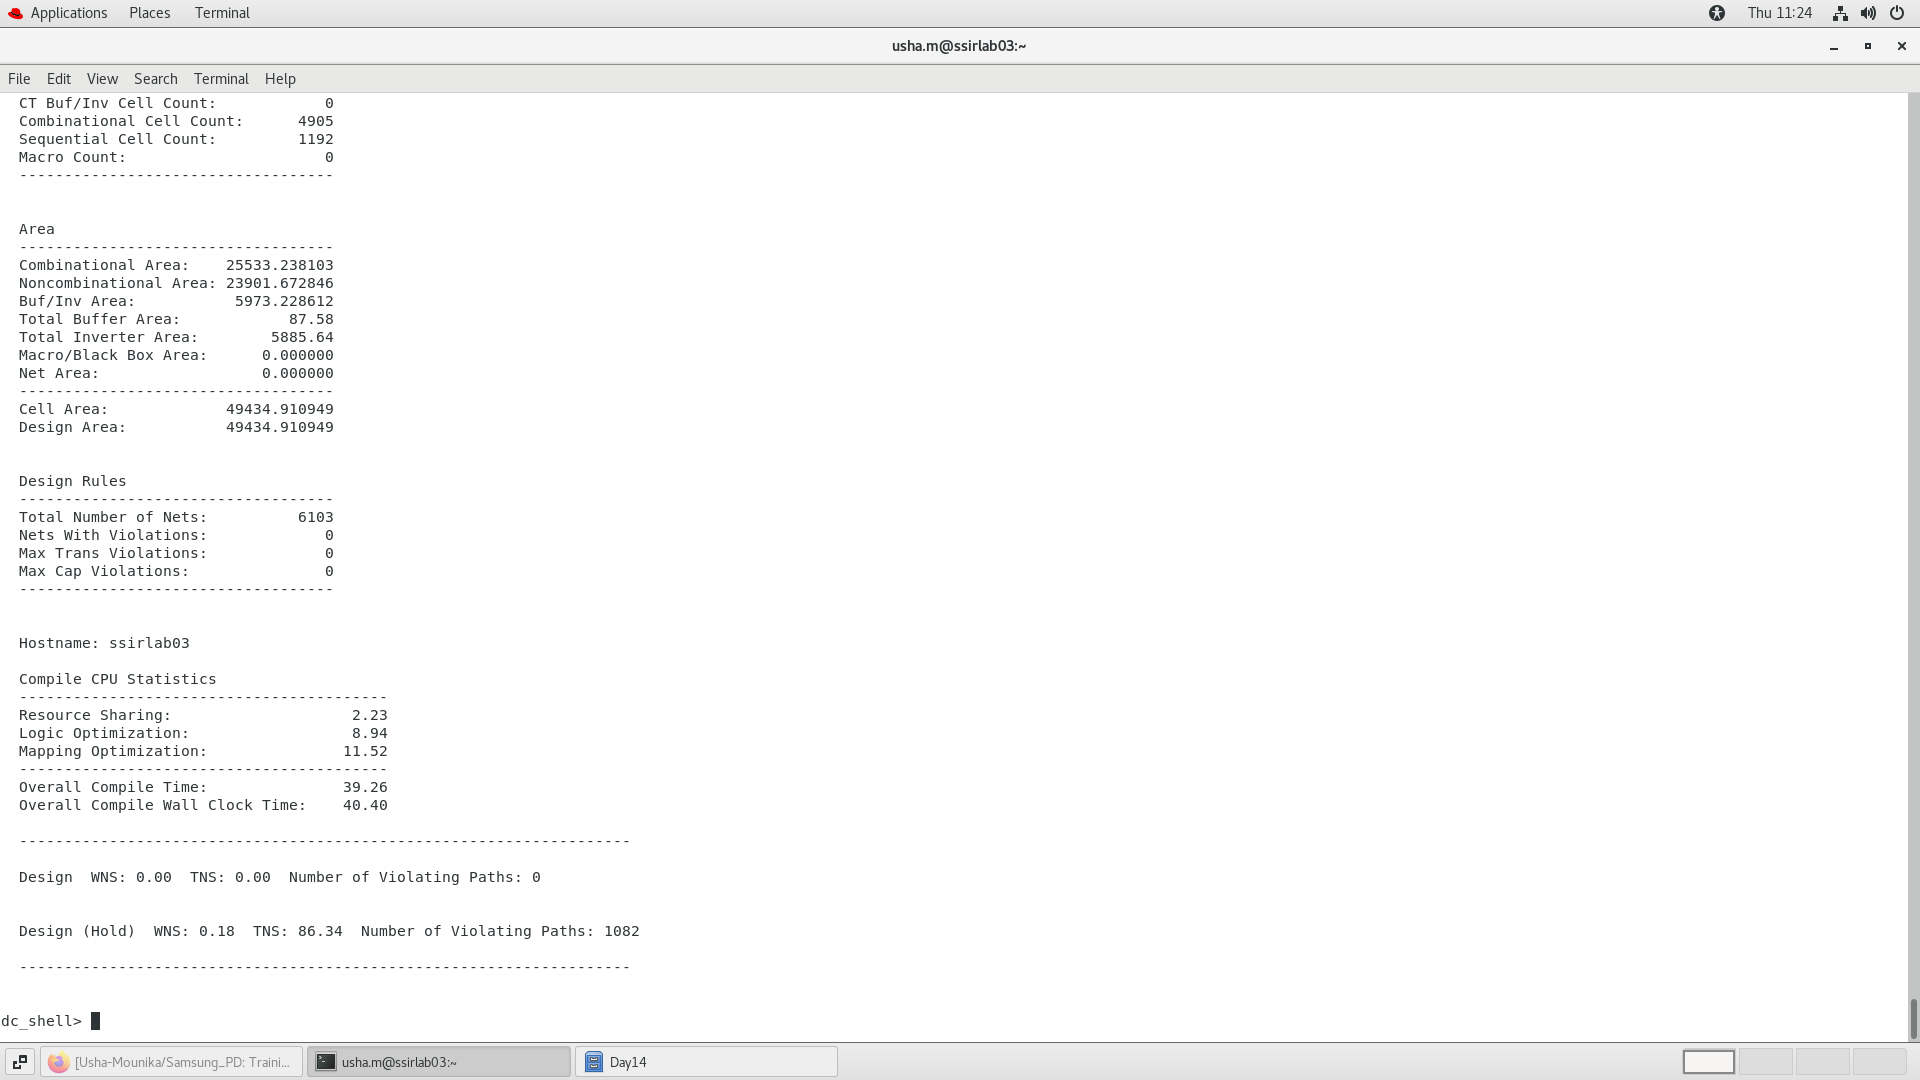 Applications Places Terminal Thu 11:24
usha.m@ssirlab03:~
File Edit View Search Terminal Help
CT Buf/Inv Cell Count: 0
Combinational Cell Count: 4905
Sequential Cell Count: 1192
Macro Count: 0
-----------------------------------
Area
-----------------------------------
Combinational Area: 25533.238103
Noncombinational Area: 23901.672846
Buf/Inv Area: 5973.228612
Total Buffer Area: 87.58
Total Inverter Area: 5885.64
Macro/Black Box Area: 0.000000
Net Area: 0.000000
-----------------------------------
Cell Area: 49434.910949
Design Area: 49434.910949
Design Rules
-----------------------------------
Total Number of Nets: 6103
Nets With Violations: 0
Max Trans Violations: 0
Max Cap Violations: 0
-----------------------------------
Hostname: ssirlab03
Compile CPU Statistics
-----------------------------------------
Resource Sharing: 2.23
Logic Optimization: 8.94
Mapping Optimization: 11.52
-----------------------------------------
Overall Compile Time: 39.26
Overall Compile Wall Clock Time: 40.40
--------------------------------------------------------------------
Design WNS: 0.00 TNS: 0.00 Number of Violating Paths: 0
Design (Hold) WNS: 0.18 TNS: 86.34 Number of Violating Paths: 1082
--------------------------------------------------------------------
dc_shell>
[Usha-Mounika/Samsung_PD: Traini... usha.m@ssirlab03:~ Day14